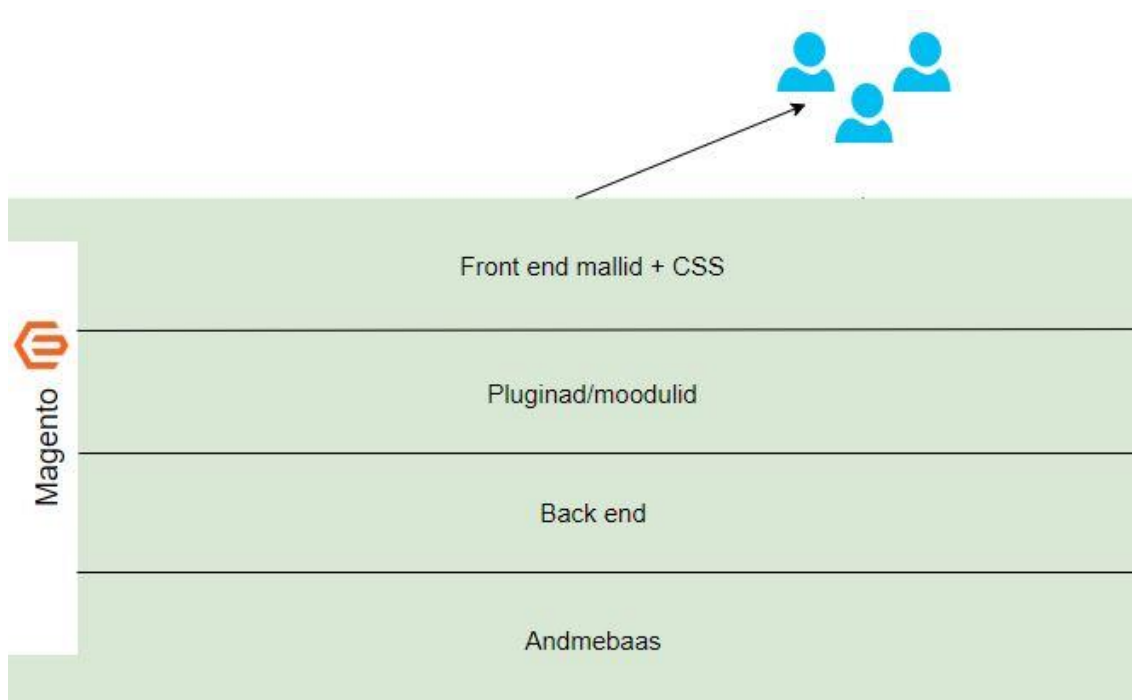 Front end mallid + CSS
Magento
Pluginad/moodulid
Back end
Andmebaas